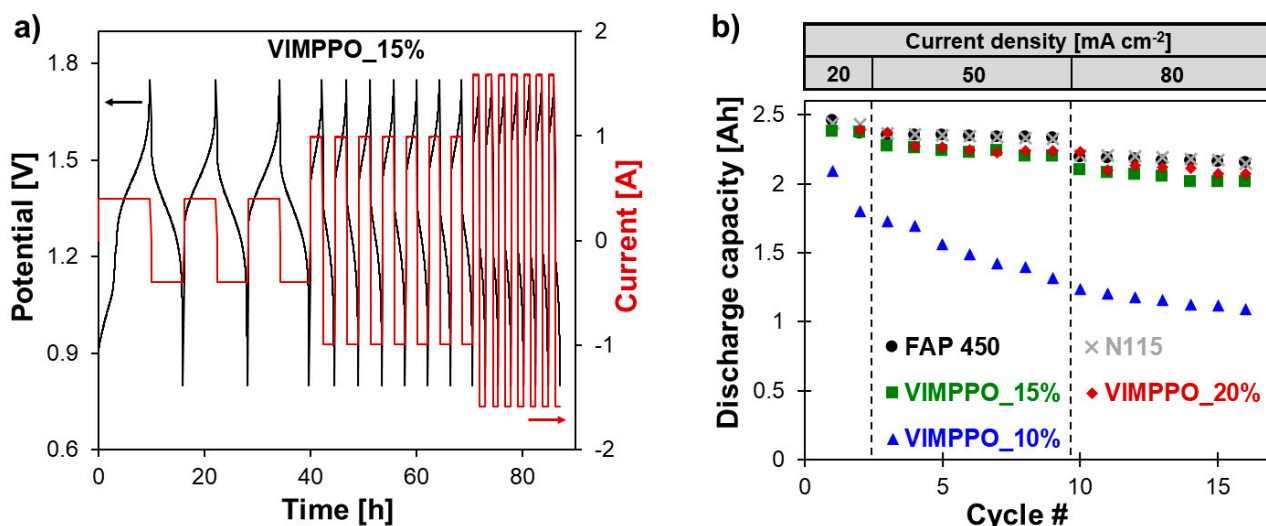 a)
VIMPPO_15%
Potential [V]
1.8
1.5
1.2
0.9
0.6
0
20
40
60
80
Time [h]
2
1
0
-1
-2
Current [A]
b)
Current density [mA cm-2]
20 50 80
Discharge capacity [Ah]
2.5
2
1.5
1
0.5
0
FAP 450 N115
VIMPPO_15% VIMPPO_20%
VIMPPO_10%
0 5 10 15
Cycle #